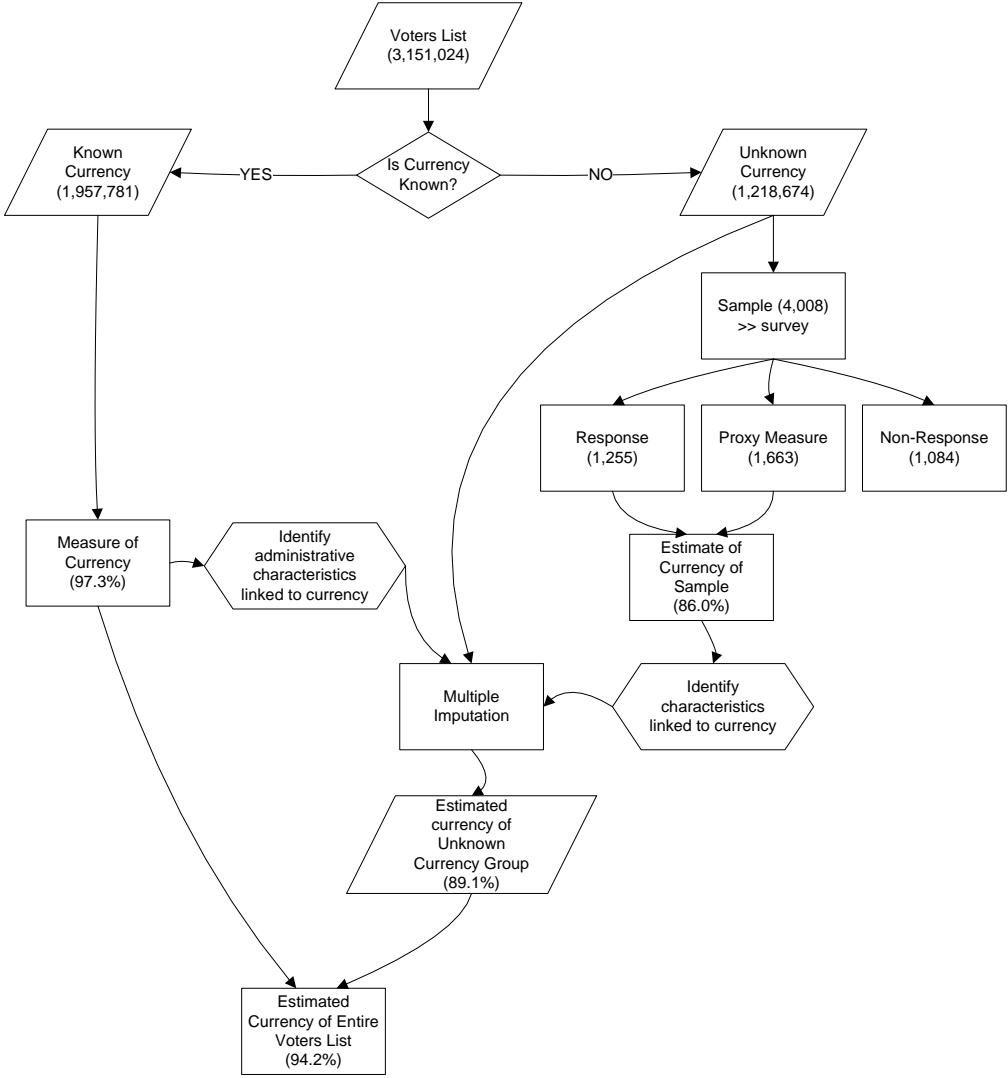 Voters List
(3,151,024)
Is Currency
Known?
YES
NO
Known
Currency
(1,957,781)
Unknown
Currency
(1,218,674)
Sample (4,008)
>> survey
Response
(1,255)
Proxy Measure
(1,663)
Non-Response
(1,084)
Measure of
Currency
(97.3%)
Identify
administrative
characteristics
linked to currency
Estimate of
Currency of
Sample
(86.0%)
Multiple
Imputation
Identify
characteristics
linked to currency
Estimated
currency of
Unknown
Currency Group
(89.1%)
Estimated
Currency of Entire
Voters List
(94.2%)